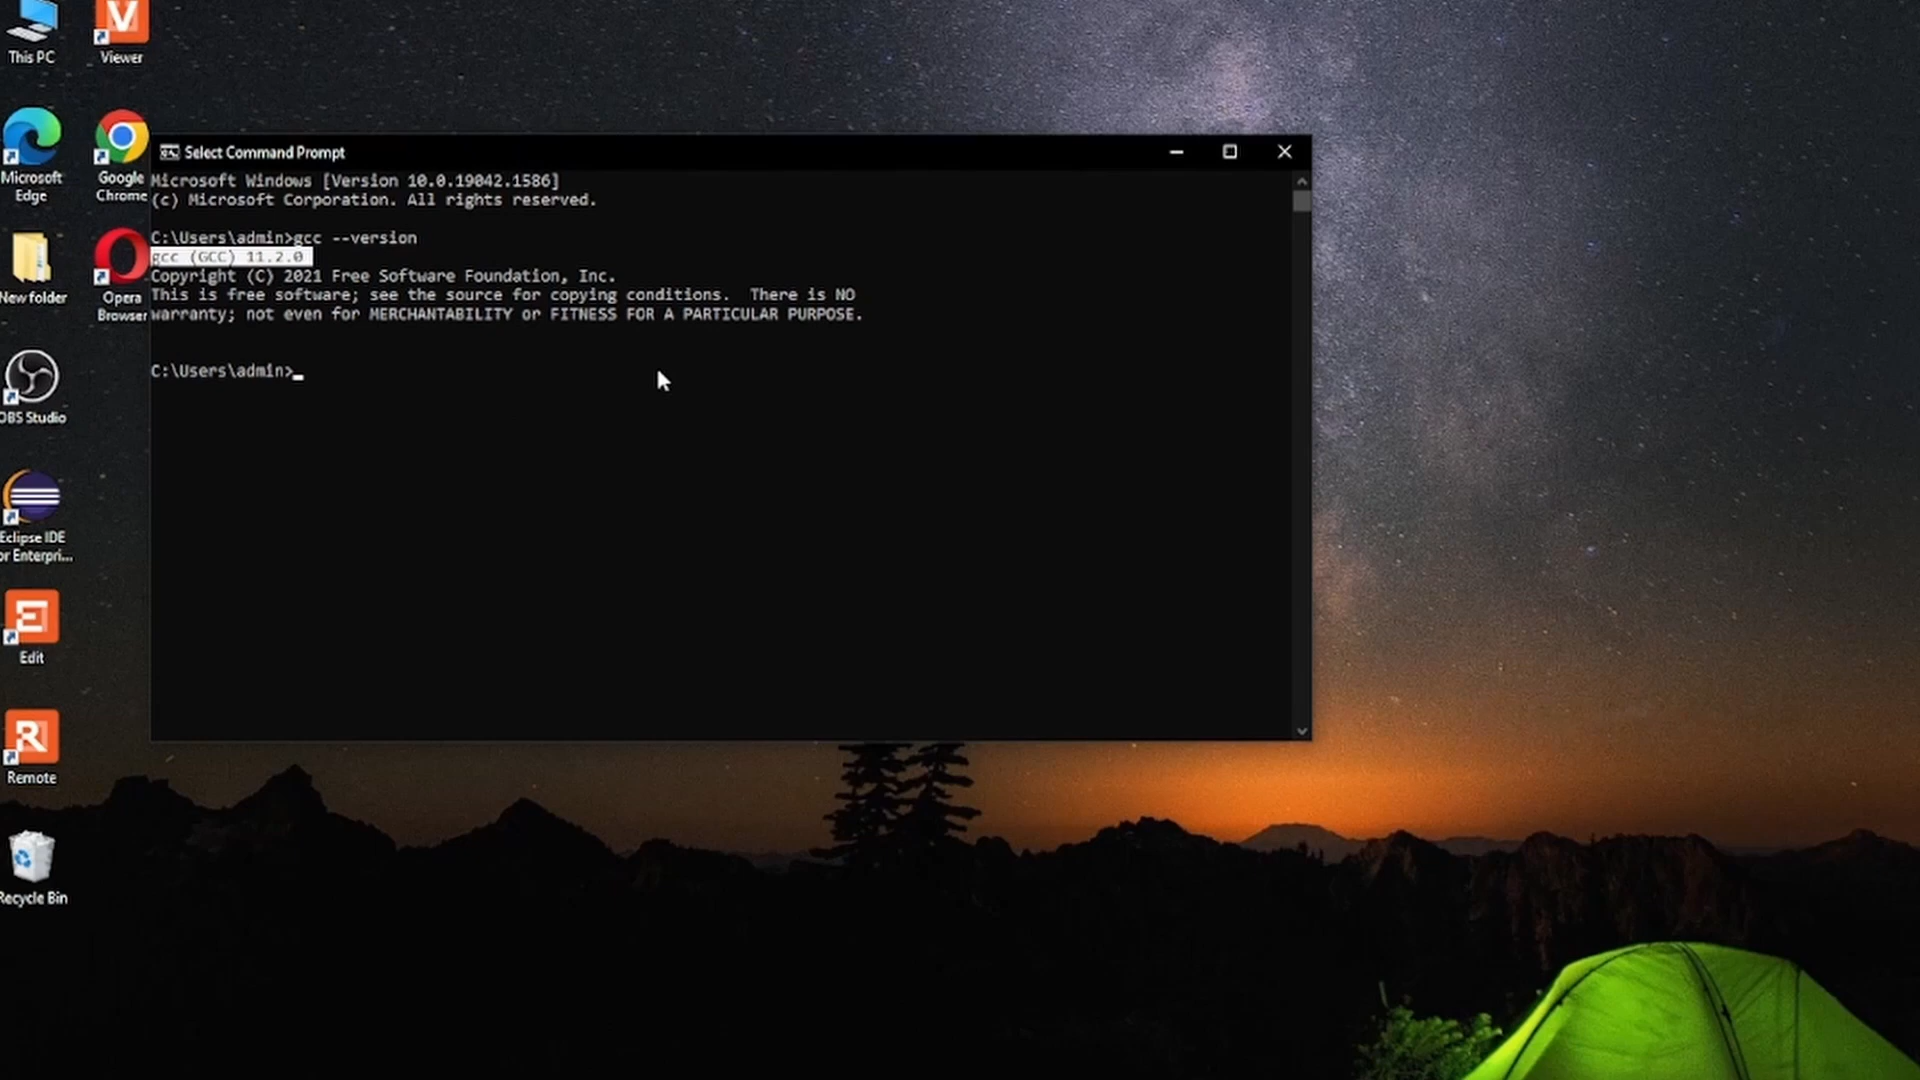 This PC
Viewer
Microsoft
Edge
Google
Chrome
New folder
Opera
Browser
OBS Studio
Eclipse IDE
or Enterpri...
Edit
Remote
Recycle Bin
Select Command Prompt
Microsoft Windows [Version 10.0.19042.1586]
(c) Microsoft Corporation. All rights reserved.
C:\Users\admin>gcc --version
gcc (GCC) 11.2.0
Copyright (C) 2021 Free Software Foundation, Inc.
This is free software; see the source for copying conditions.  There is NO
warranty; not even for MERCHANTABILITY or FITNESS FOR A PARTICULAR PURPOSE.
C:\Users\admin>